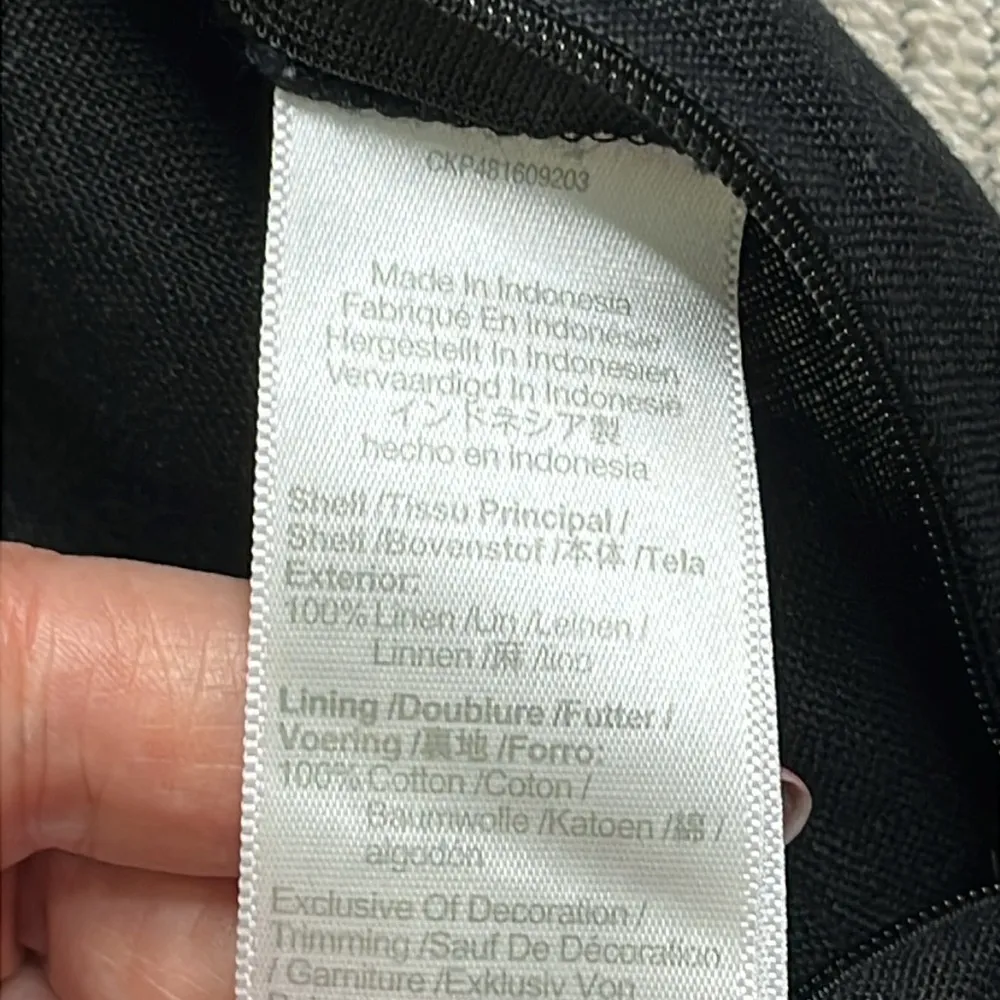 CKP481609203
Made In Indonesia
Fabrique En Indonésie
Hergestellt In Indonesien
Vervaardigd In Indonesie
インドネシア製
hecho en indonesia
Shell /Tissu Principal /
Shell /Bovenstof /本体 /Tela
Exterior:
100% Linen /Lin /Leinen /
Linnen /麻 /lino
Lining /Doublure /Futter /
Voering /裏地 /Forro:
100% Cotton /Coton /
Baumwolle /Katoen /綿 /
algodón
Exclusive Of Decoration /
Trimming /Sauf De Décoration
/ Garniture /Exklusiv Von